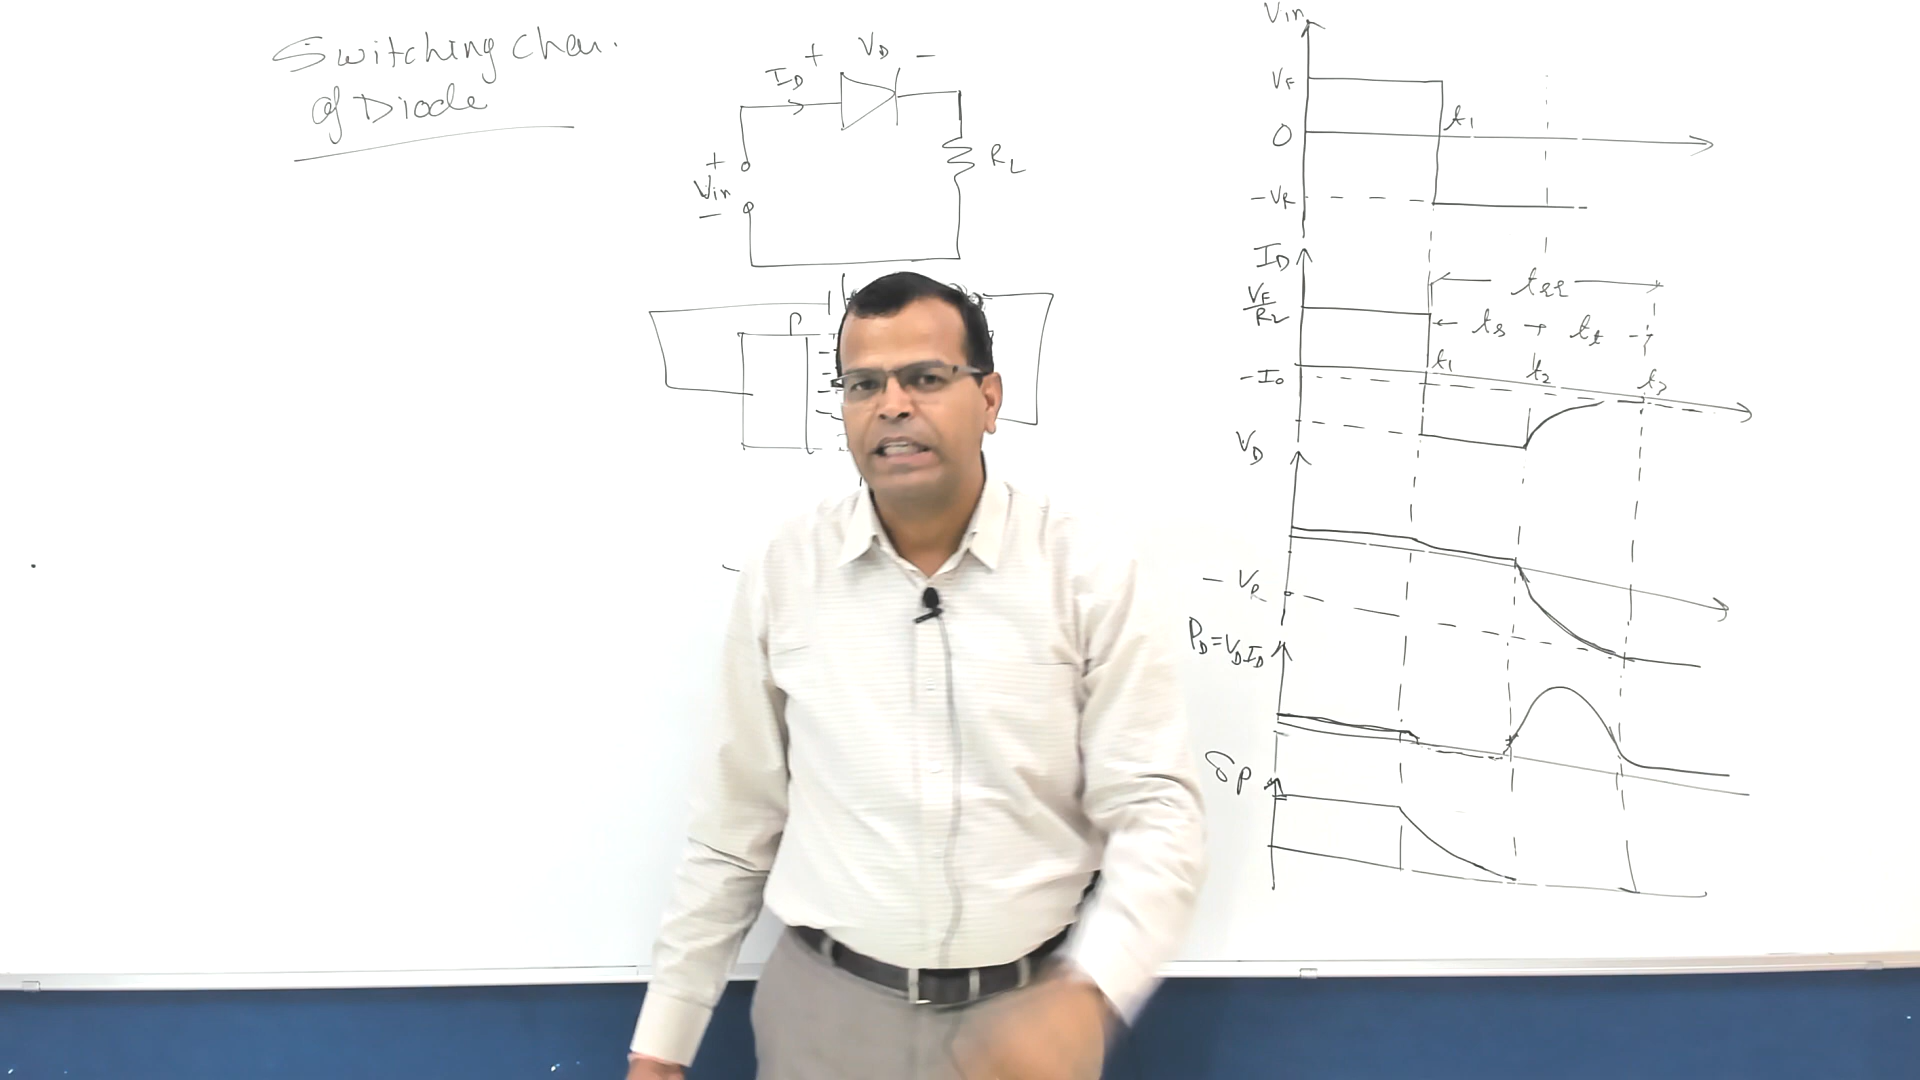 Switching Char.
of Diode
+ VD -
ID
+
Vin
-
RL
P
Vin
VF
t1
0
-VR
ID
VF/RL
trr
ts
tt
t1
t2
t3
-I0
VD
-VR
PD=VDID
δp